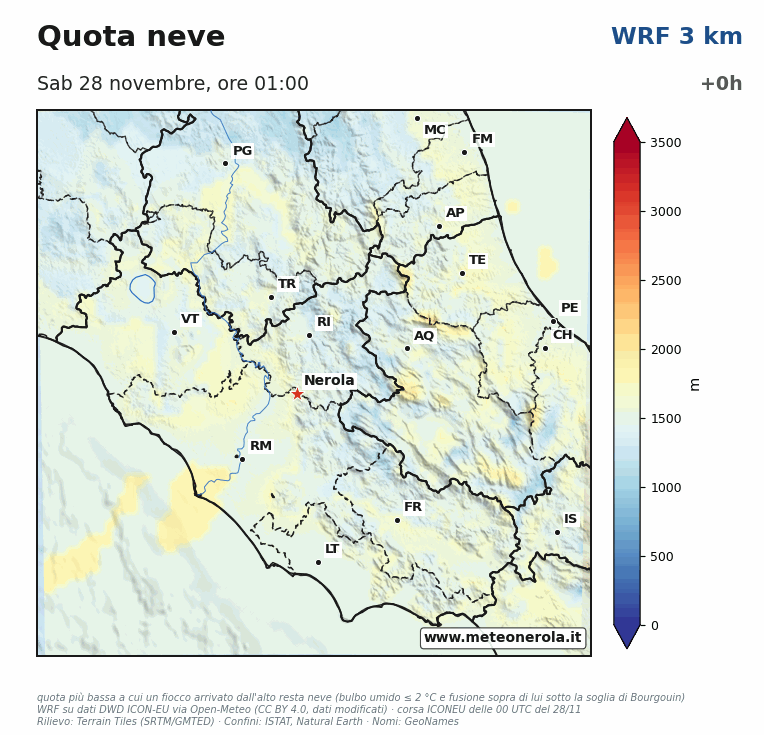 Quota neve
WRF 3 km
Sab 28 novembre, ore 01:00
+0h
MC
FM
PG
AP
TE
TR
PE
VT
RI
AQ
CH
Nerola
RM
FR
IS
LT
www.meteonerola.it
3500
3000
2500
2000
1500
1000
500
0
m
quota più bassa a cui un fiocco arrivato dall'alto resta neve (bulbo umido ≤ 2 °C e fusione sopra di lui sotto la soglia di Bourgouin)
WRF su dati DWD ICON-EU via Open-Meteo (CC BY 4.0, dati modificati) · corsa ICONEU delle 00 UTC del 28/11
Rilievo: Terrain Tiles (SRTM/GMTED) · Confini: ISTAT, Natural Earth · Nomi: GeoNames